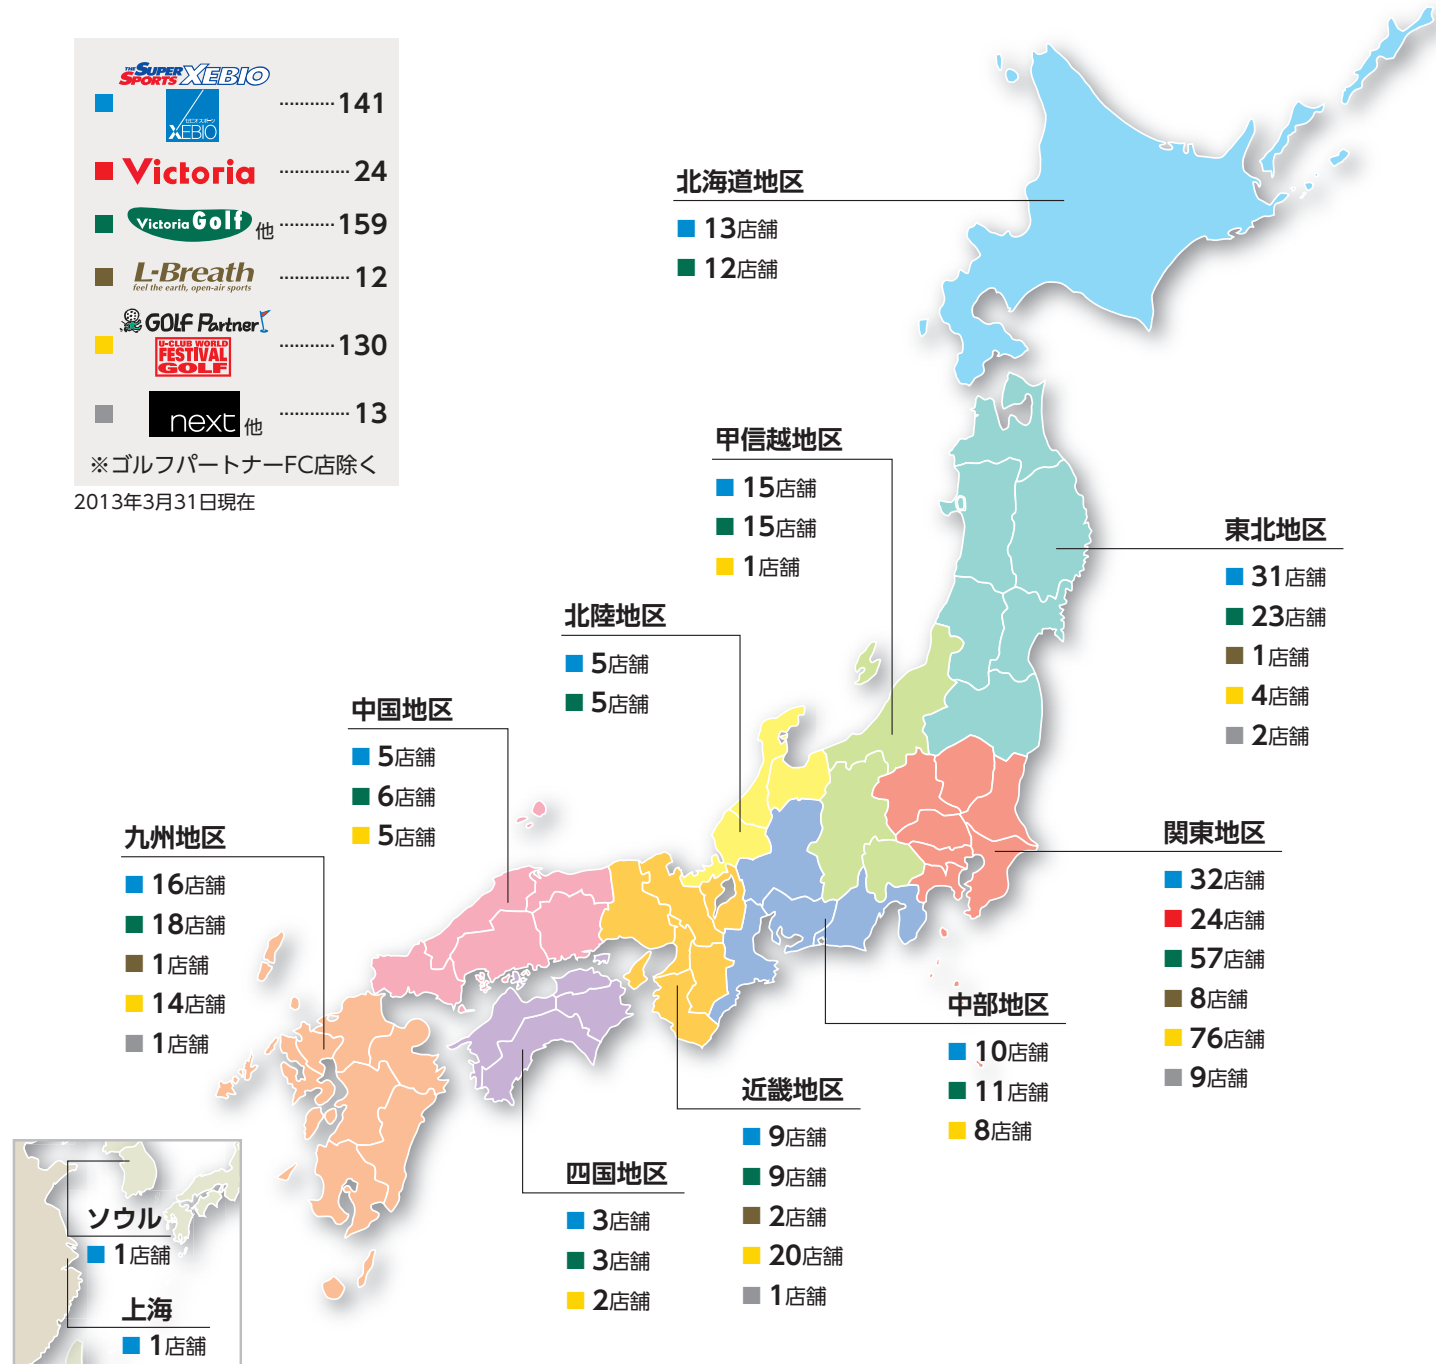 THE SUPER SPORTS XEBIO
ゼビオスポーツ
XEBIO
141
Victoria
24
Victoria Golf 他
159
L-Breath
feel the earth, open-air sports
12
GOLF Partner
U-CLUB WORLD
FESTIVAL
GOLF
130
next 他
13
※ゴルフパートナーFC店除く
2013年3月31日現在
北海道地区
13店舗
12店舗
甲信越地区
15店舗
15店舗
1店舗
東北地区
31店舗
23店舗
1店舗
4店舗
2店舗
北陸地区
5店舗
5店舗
中国地区
5店舗
6店舗
5店舗
九州地区
16店舗
18店舗
1店舗
14店舗
1店舗
関東地区
32店舗
24店舗
57店舗
8店舗
76店舗
9店舗
中部地区
10店舗
11店舗
8店舗
近畿地区
9店舗
9店舗
2店舗
20店舗
1店舗
四国地区
3店舗
3店舗
2店舗
ソウル
1店舗
上海
1店舗